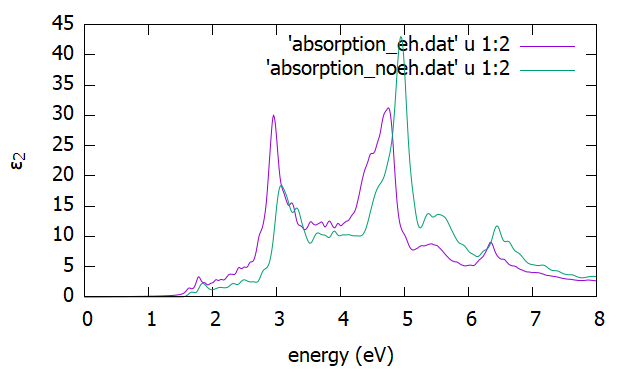 45
40
35
30
25
20
15
10
5
0
ε2
'absorption_eh.dat' u 1:2
'absorption_noeh.dat' u 1:2
0 1 2 3 4 5 6 7 8
energy (eV)